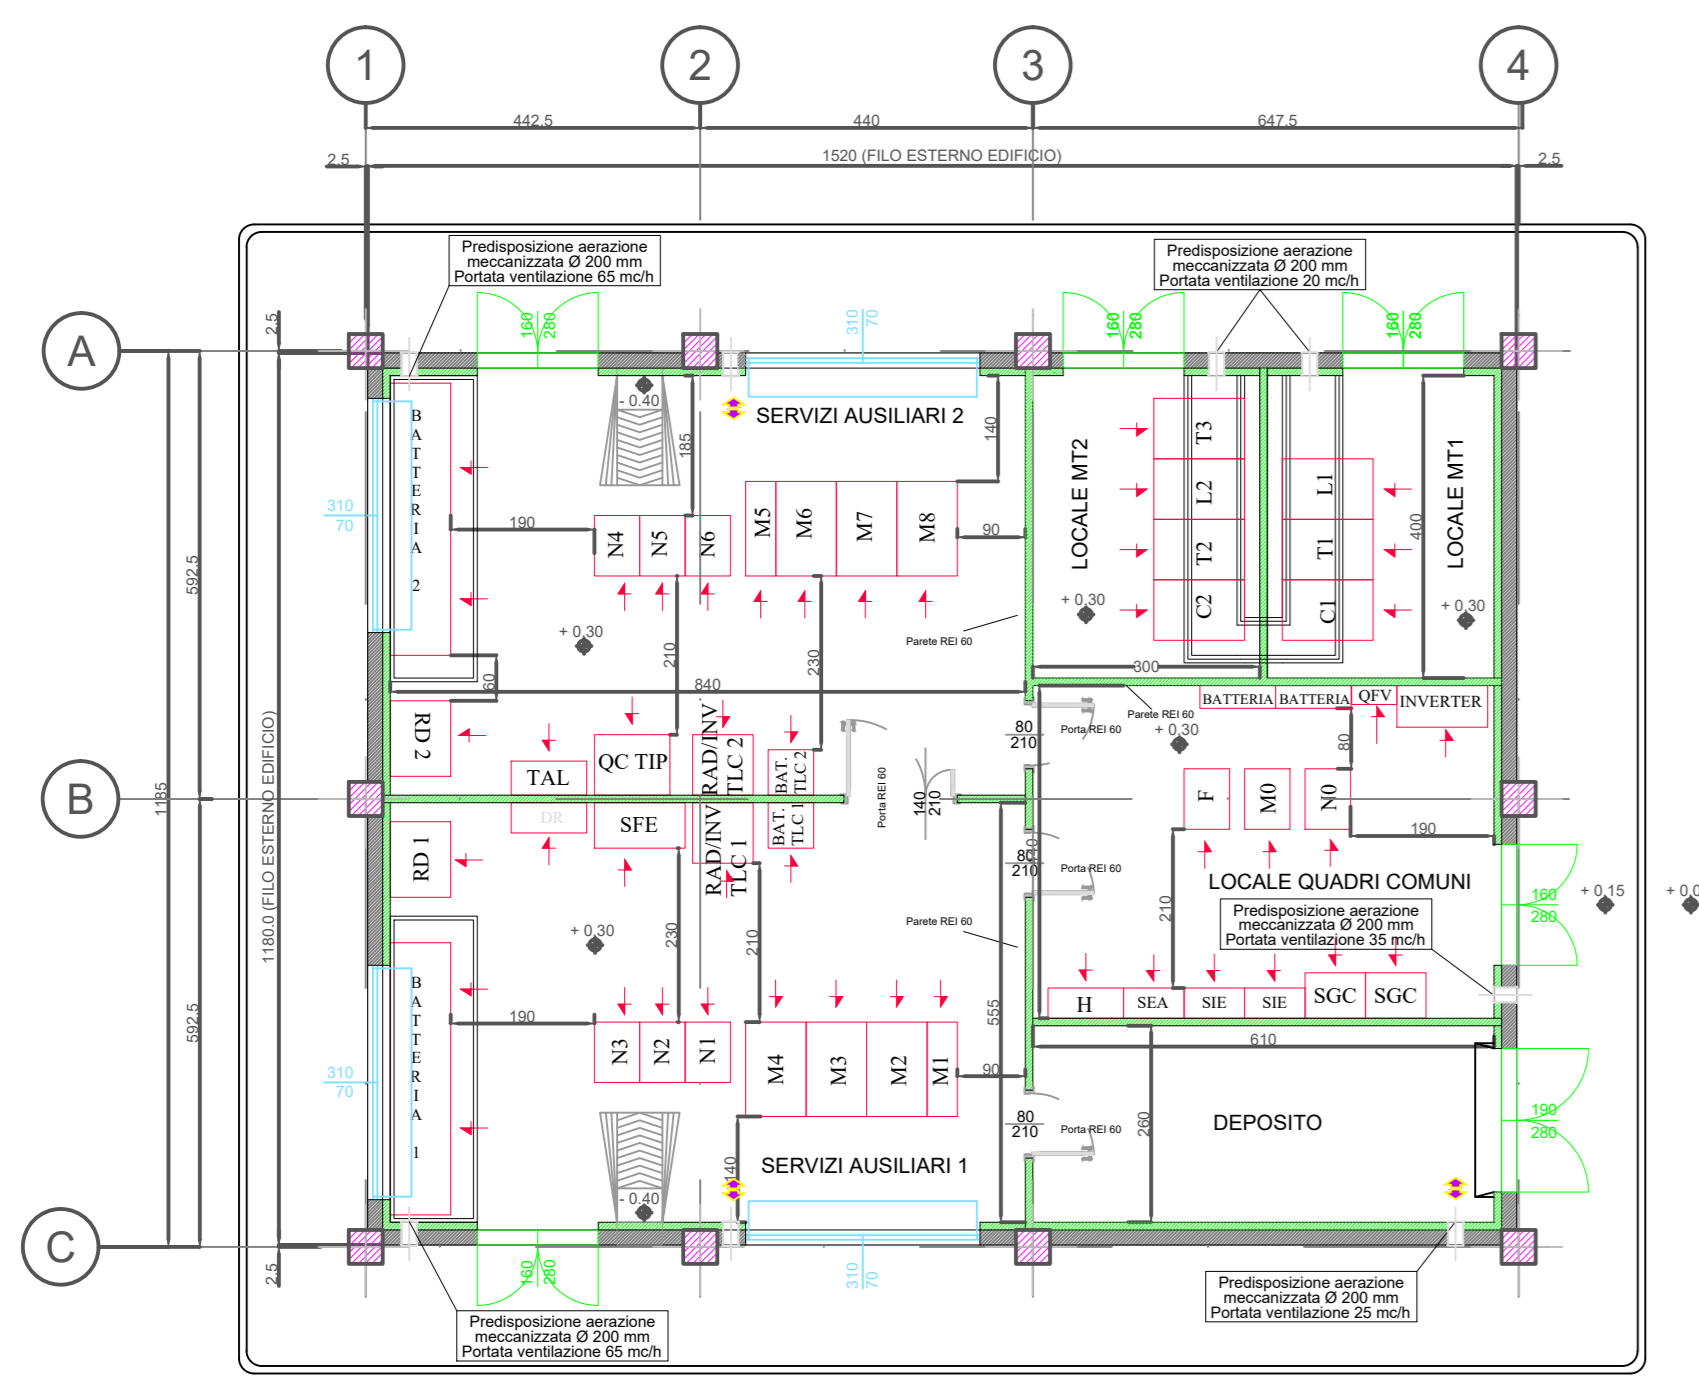 1
2
3
4
442.5
440
647.5
2.5
1520 (FILO ESTERNO EDIFICIO)
2.5
Predisposizione aerazione
meccanizzata Ø 200 mm
Portata ventilazione 65 mc/h
Predisposizione aerazione
meccanizzata Ø 200 mm
Portata ventilazione 20 mc/h
A
2.5
160
280
310
70
160
280
160
280
- 0.40
185
SERVIZI AUSILIARI 2
140
LOCALE MT2
T3
L2
T2
C2
L1
T1
C1
400
LOCALE MT1
BATTERIA 2
310
70
190
N4
N5
N6
M5
M6
M7
M8
90
592.5
+ 0,30
+ 0,30
+ 0,30
Parete REI 60
210
230
300
60
840
BATTERIA
BATTERIA
QFV
INVERTER
RD 2
TAL
QC TIP
RAD/INV
TLC 2
BAT.
TLC 2
80
210
Porta REI 60
Parete REI 60
+ 0,30
80
B
1185
1180.0 (FILO ESTERNO EDIFICIO)
Porta REI 60
140
210
F
M0
N0
190
DR
SFE
RAD/INV
TLC 1
BAT.
TLC 1
RD 1
80
210
Porta REI 60
LOCALE QUADRI COMUNI
160
280
+ 0,15
Parete REI 60
210
Predisposizione aerazione
meccanizzata Ø 200 mm
Portata ventilazione 35 mc/h
+ 0,30
230
210
H
SEA
SIE
SIE
SGC
SGC
BATTERIA 1
592.5
190
310
70
N3
N2
N1
M4
M3
M2
M1
90
555
610
80
210
Porta REI 60
260
DEPOSITO
190
280
140
SERVIZI AUSILIARI 1
- 0.40
C
2.5
160
280
310
70
Predisposizione aerazione
meccanizzata Ø 200 mm
Portata ventilazione 25 mc/h
Predisposizione aerazione
meccanizzata Ø 200 mm
Portata ventilazione 65 mc/h